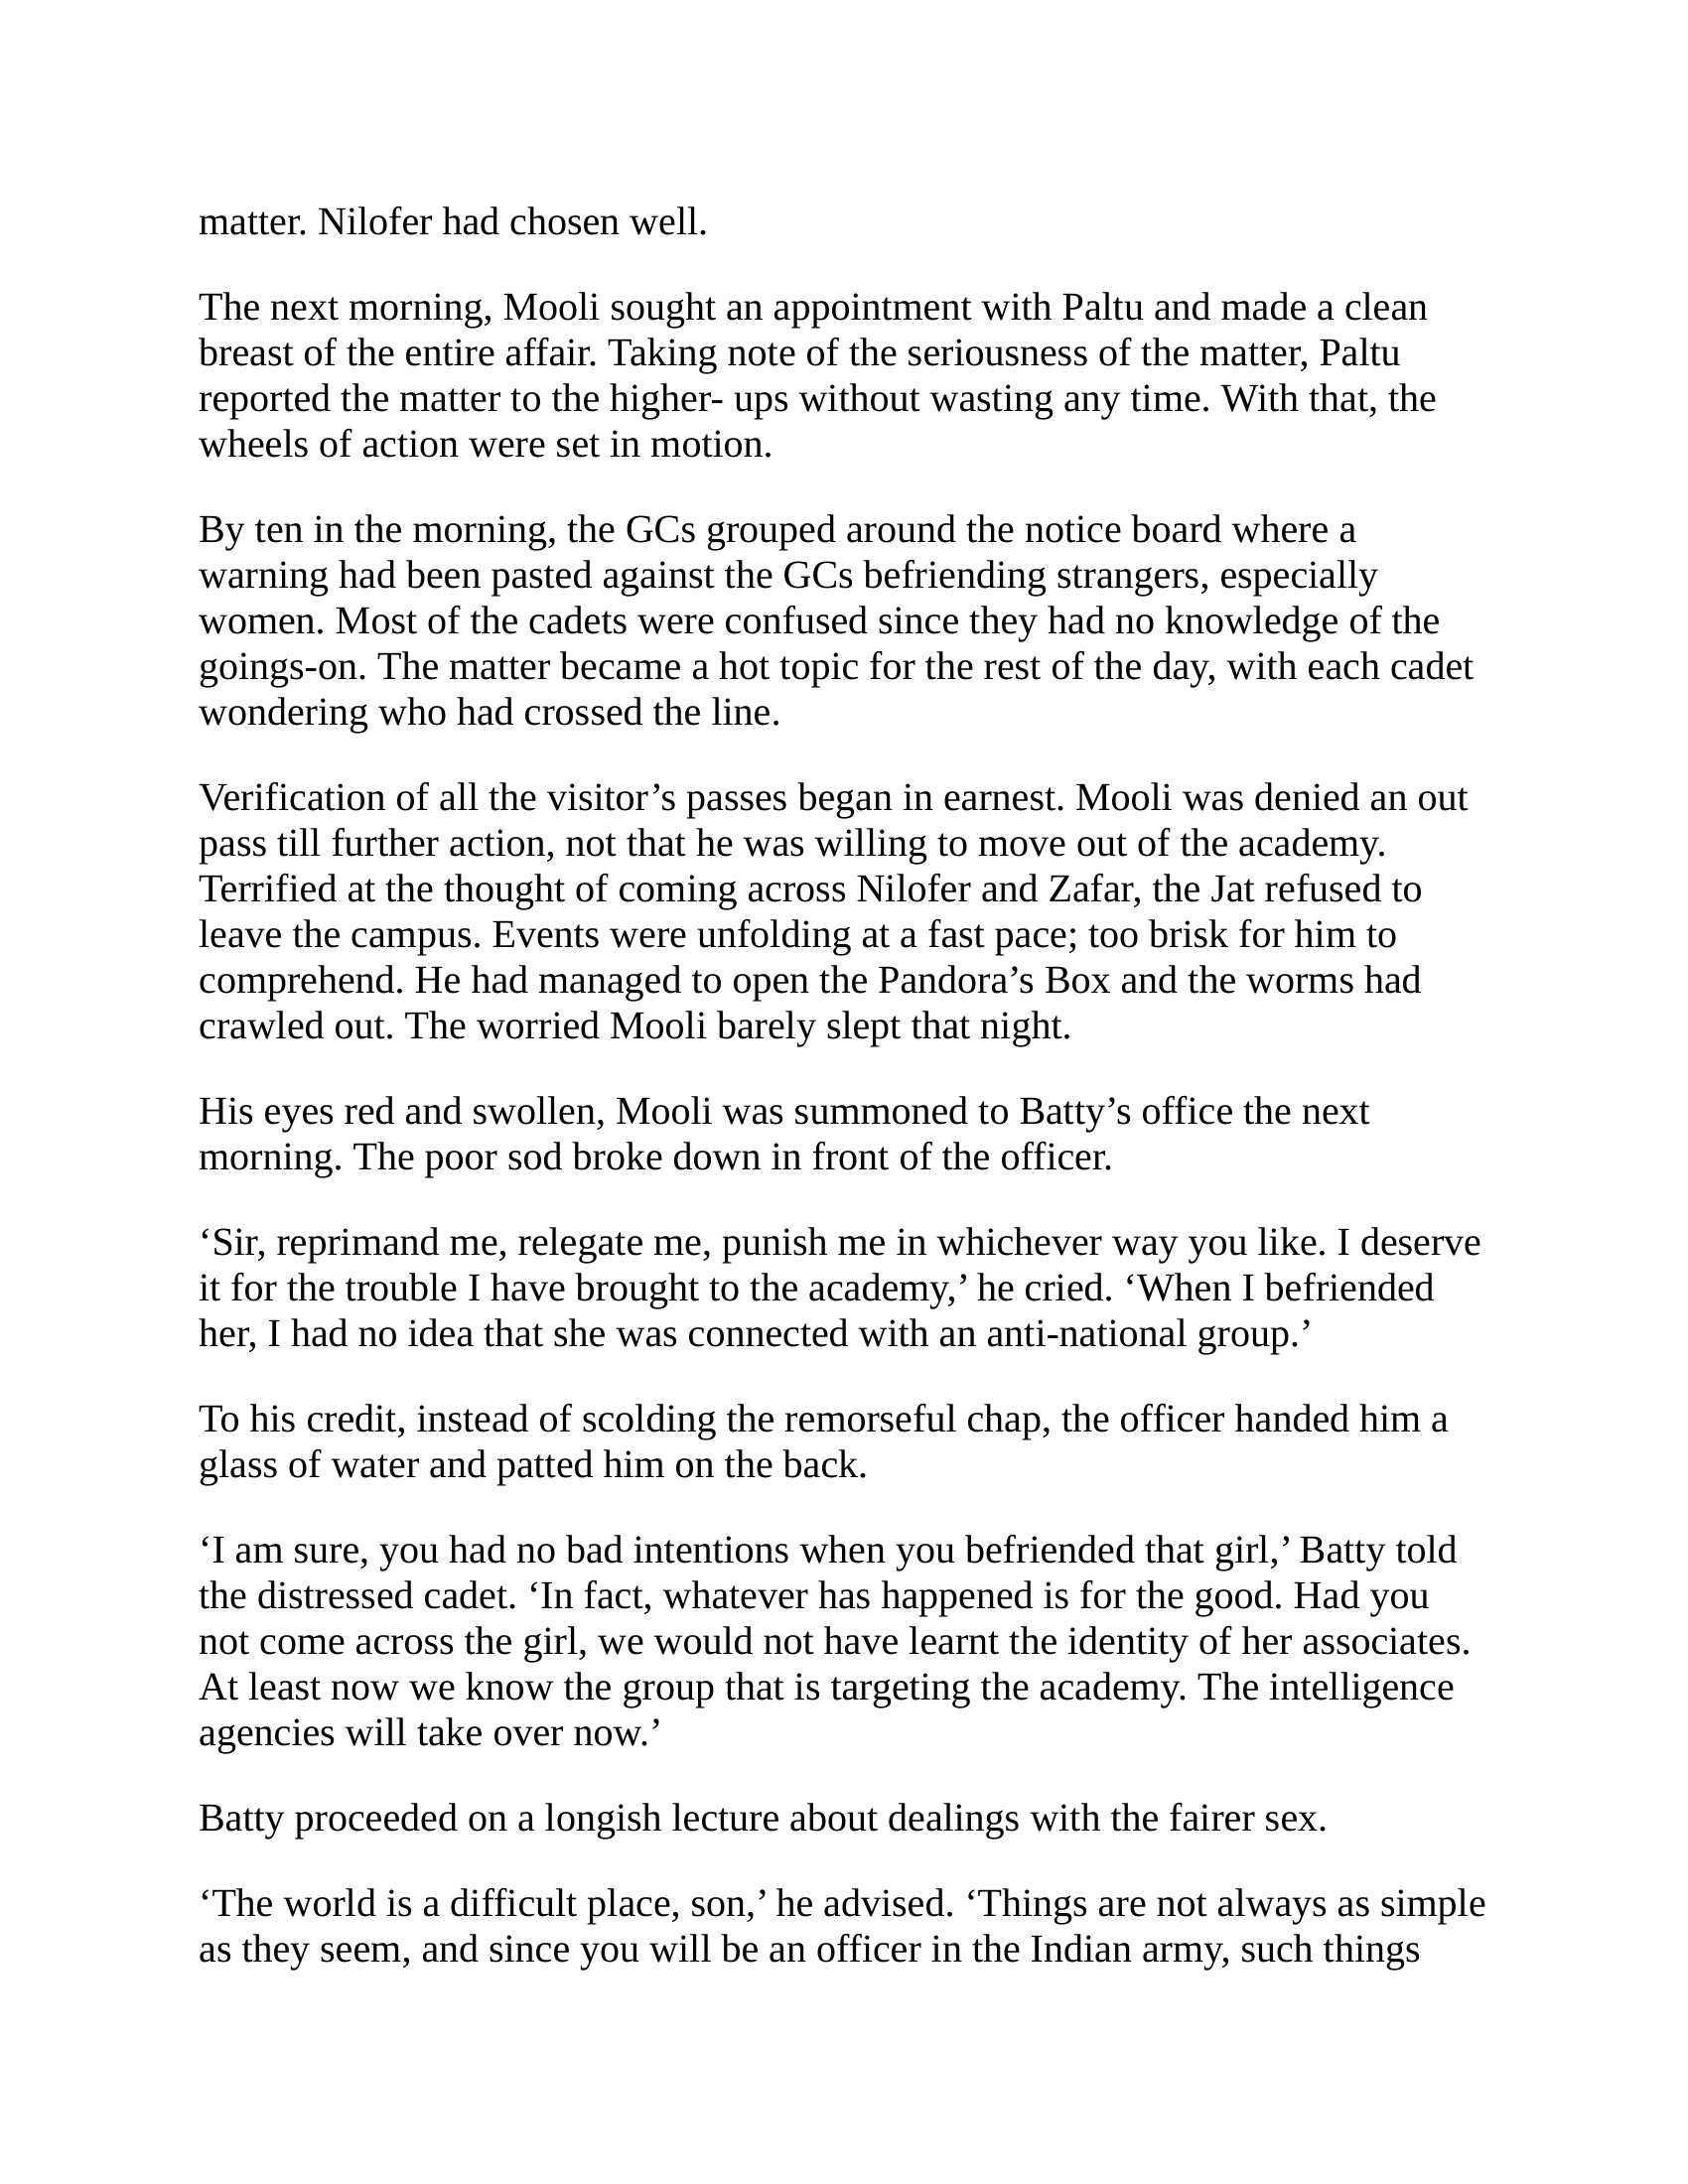 matter. Nilofer had chosen well.
The next morning, Mooli sought an appointment with Paltu and made a clean
breast of the entire affair. Taking note of the seriousness of the matter, Paltu
reported the matter to the higher- ups without wasting any time. With that, the
wheels of action were set in motion.
By ten in the morning, the GCs grouped around the notice board where a
warning had been pasted against the GCs befriending strangers, especially
women. Most of the cadets were confused since they had no knowledge of the
goings-on. The matter became a hot topic for the rest of the day, with each cadet
wondering who had crossed the line.
Verification of all the visitor’s passes began in earnest. Mooli was denied an out
pass till further action, not that he was willing to move out of the academy.
Terrified at the thought of coming across Nilofer and Zafar, the Jat refused to
leave the campus. Events were unfolding at a fast pace; too brisk for him to
comprehend. He had managed to open the Pandora’s Box and the worms had
crawled out. The worried Mooli barely slept that night.
His eyes red and swollen, Mooli was summoned to Batty’s office the next
morning. The poor sod broke down in front of the officer.
‘Sir, reprimand me, relegate me, punish me in whichever way you like. I deserve
it for the trouble I have brought to the academy,’ he cried. ‘When I befriended
her, I had no idea that she was connected with an anti-national group.’
To his credit, instead of scolding the remorseful chap, the officer handed him a
glass of water and patted him on the back.
‘I am sure, you had no bad intentions when you befriended that girl,’ Batty told
the distressed cadet. ‘In fact, whatever has happened is for the good. Had you
not come across the girl, we would not have learnt the identity of her associates.
At least now we know the group that is targeting the academy. The intelligence
agencies will take over now.’
Batty proceeded on a longish lecture about dealings with the fairer sex.
‘The world is a difficult place, son,’ he advised. ‘Things are not always as simple
as they seem, and since you will be an officer in the Indian army, such things